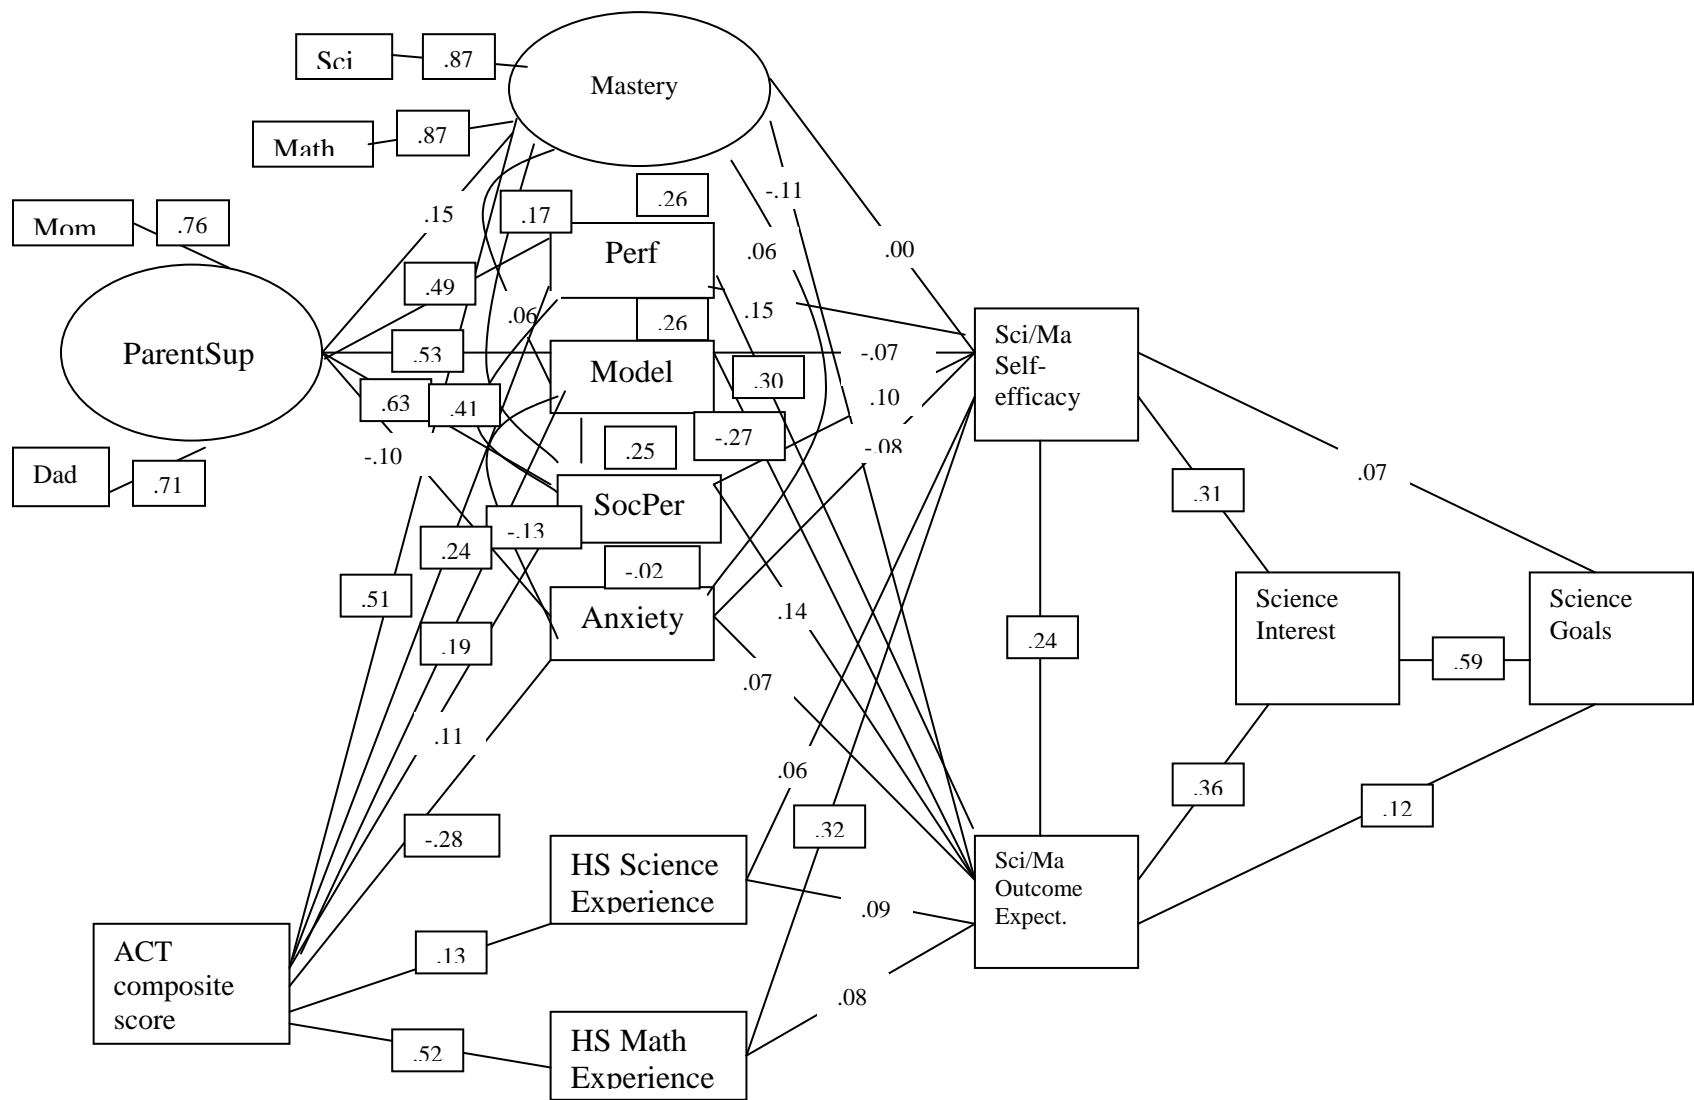 Sci
.87
Mastery
Math
.87
Mom
.76
.15
.17
.26
-.11
Perf
.06
.00
.49
.06
.26
.15
ParentSup
.53
Model
.30
-.07
Sci/Ma
Self-
efficacy
.63
.41
.10
-.10
.25
-.27
-.08
Dad
.71
.07
.31
SocPer
-.13
.24
-.02
.51
Anxiety
.14
.19
.24
Science
Interest
Science
Goals
.59
.07
.11
.06
.36
.12
-.28
.32
HS Science
Experience
Sci/Ma
Outcome
Expect.
.09
ACT
composite
score
.13
.08
.52
HS Math
Experience